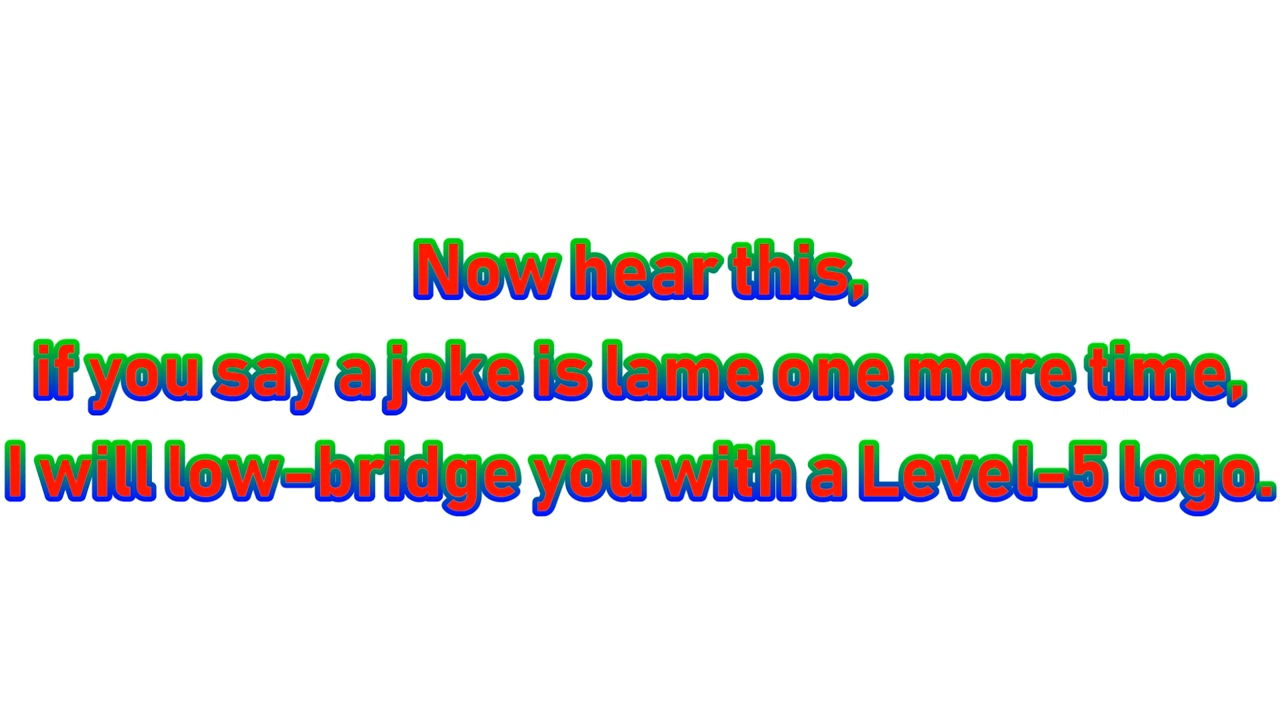 Now hear this,
if you say a joke is lame one more time,
I will low-bridge you with a Level-5 logo.